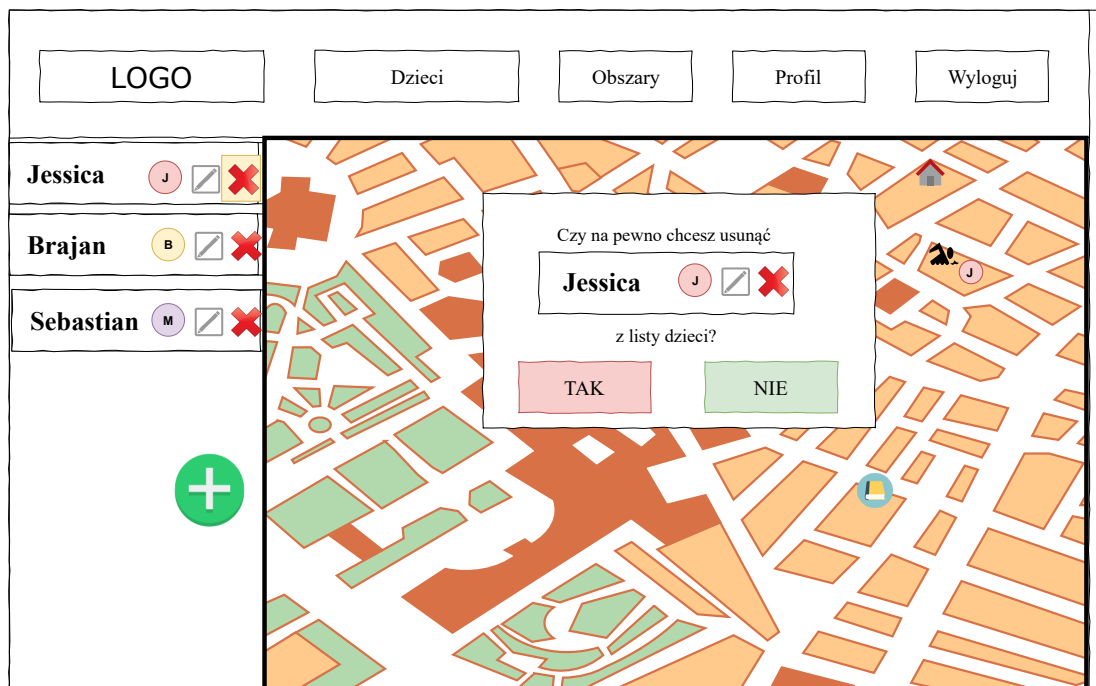 LOGO
Dzieci
Obszary
Profil
Wyloguj
Jessica
J
Brajan
B
Sebastian
M
Czy na pewno chcesz usunąć
Jessica
J
z listy dzieci?
TAK
NIE
J